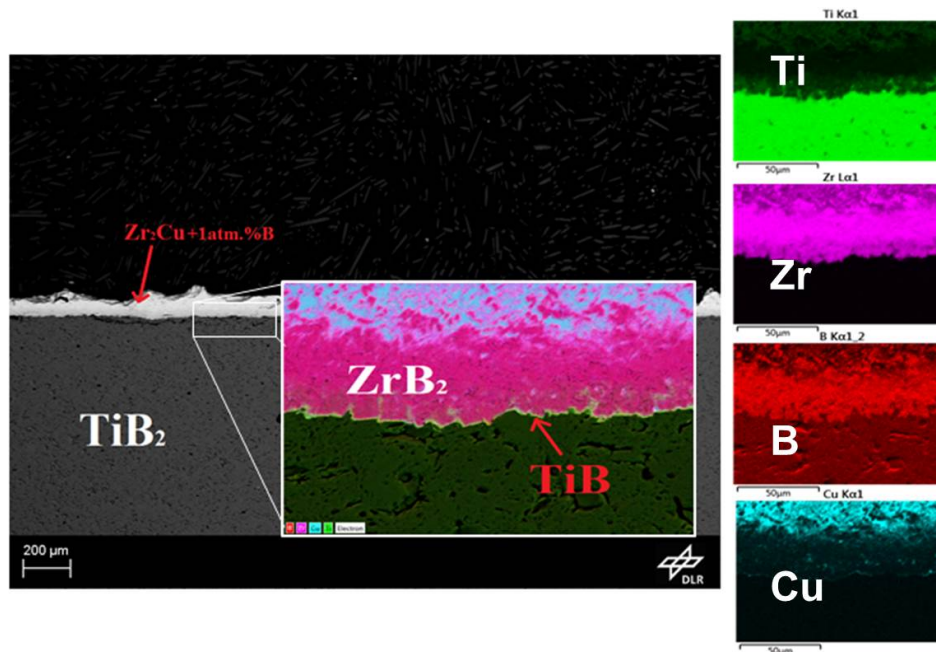 Zr₂Cu+1atm.%B
TiB₂
ZrB₂
TiB
Electron
200 µm
DLR
Ti Kα1
Ti
50µm
Zr Lα1
Zr
50µm
B Kα1_2
B
50µm
Cu Kα1
Cu
50µm